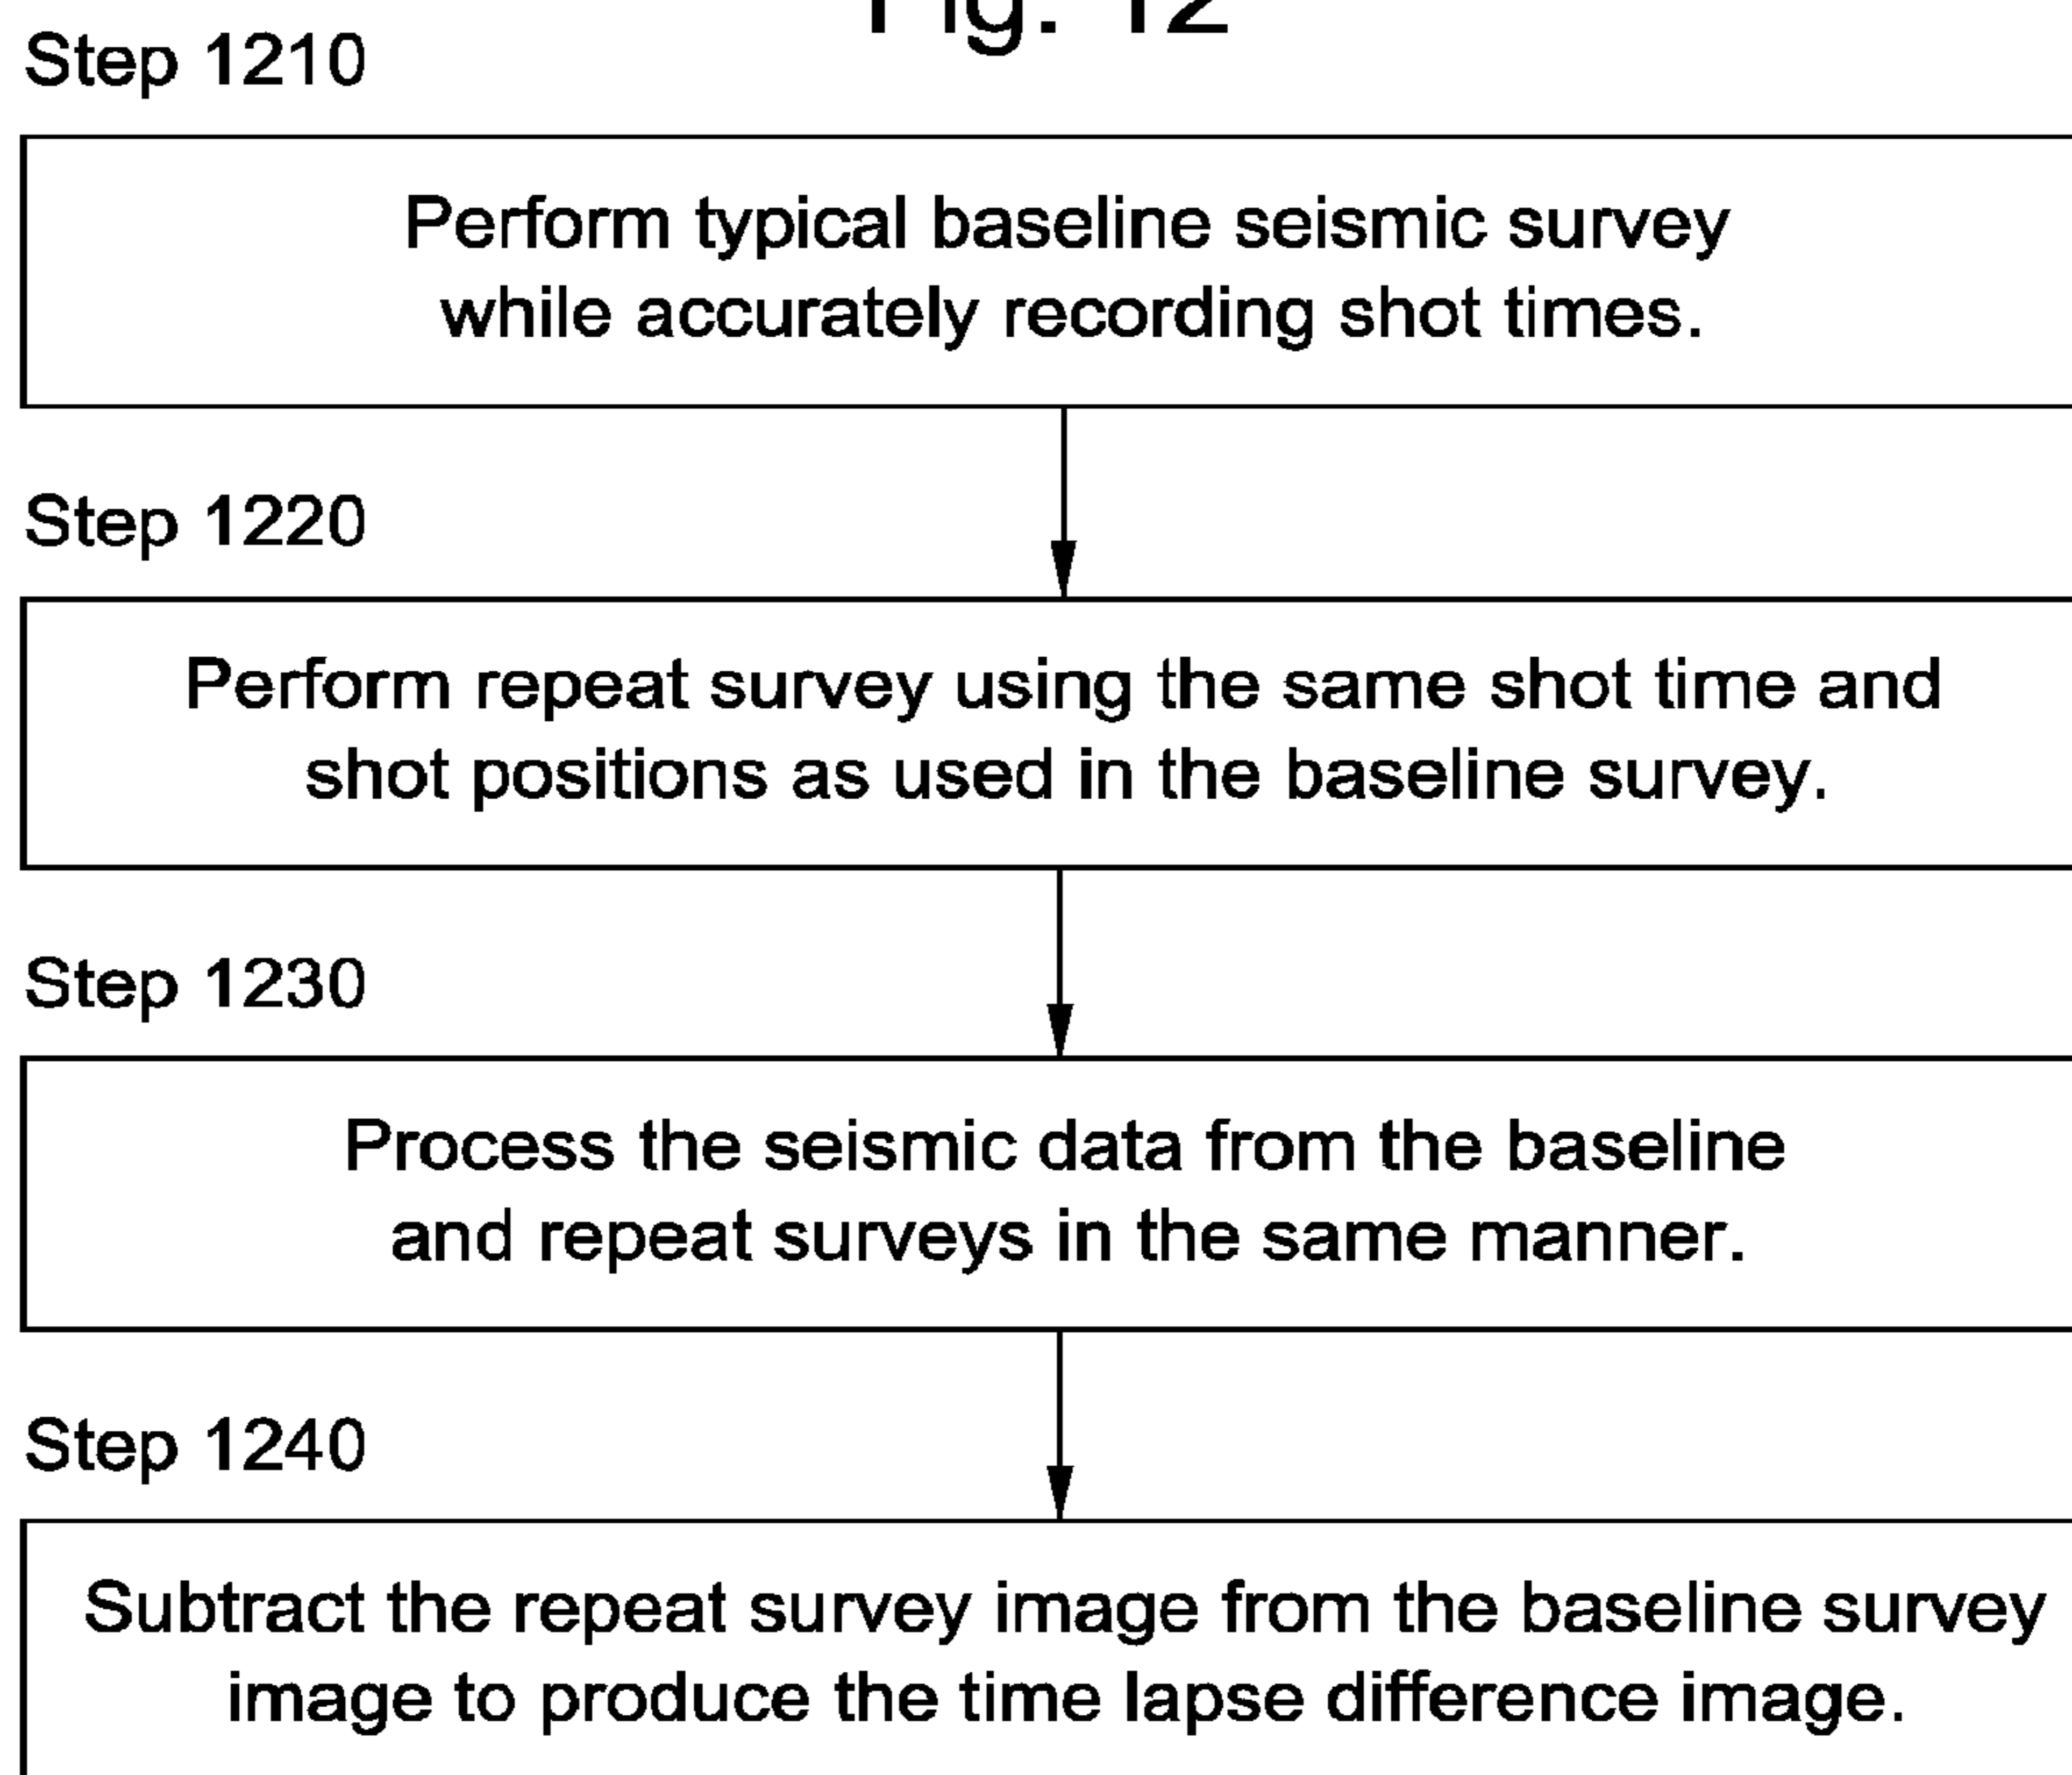 Fig. 12
Step 1210
Perform typical baseline seismic survey
while accurately recording shot times.
Step 1220
Perform repeat survey using the same shot time and
shot positions as used in the baseline survey.
Step 1230
Process the seismic data from the baseline
and repeat surveys in the same manner.
Step 1240
Subtract the repeat survey image from the baseline survey
image to produce the time lapse difference image.